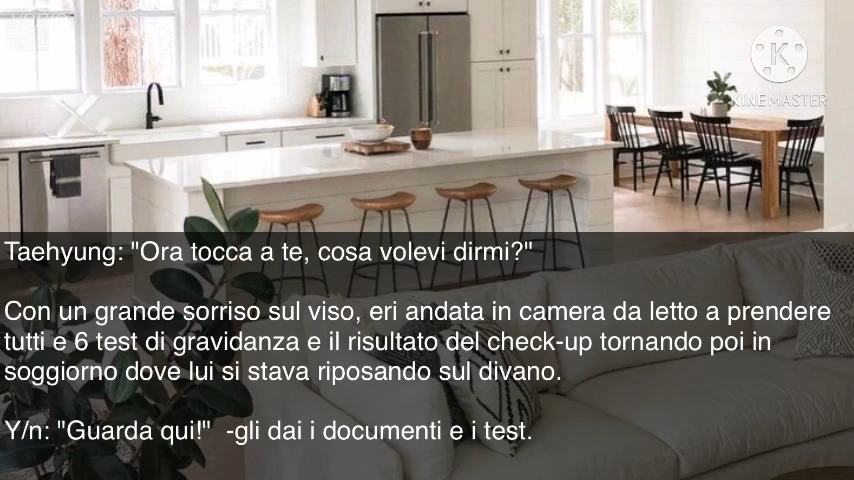 KINEMASTER
Taehyung: "Ora tocca a te, cosa volevi dirmi?"
Con un grande sorriso sul viso, eri andata in camera da letto a prendere
tutti e 6 test di gravidanza e il risultato del check-up tornando poi in
soggiorno dove lui si stava riposando sul divano.
Y/n: "Guarda qui!" -gli dai i documenti e i test.